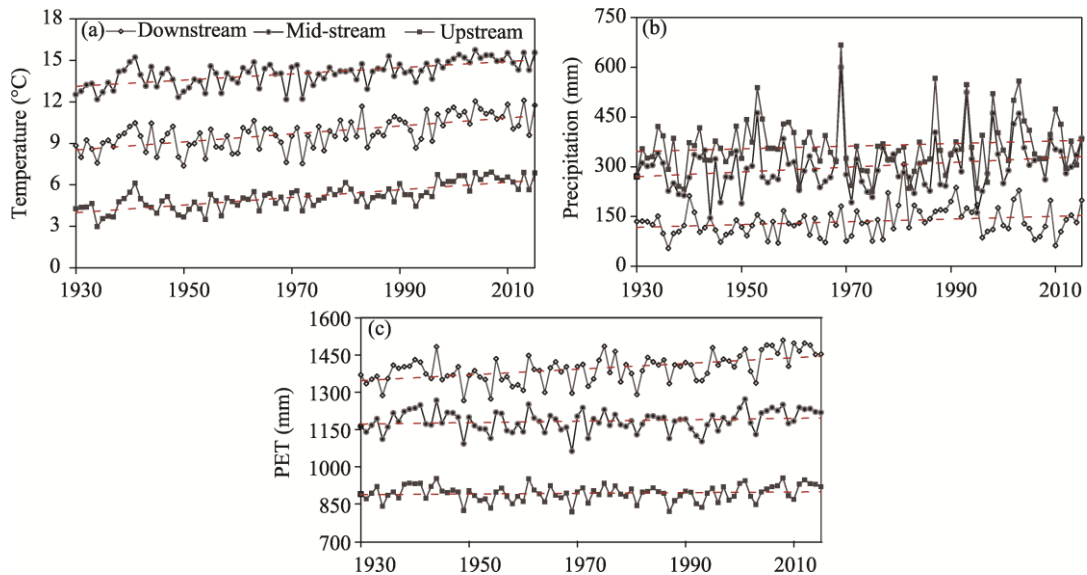 (a) Downstream Mid-stream Upstream
18
15
12
9
6
3
0
Temperature (°C)
1930 1950 1970 1990 2010
(b)
750
600
450
300
150
0
Precipitation (mm)
1930 1950 1970 1990 2010
(c)
1600
1450
1300
1150
1000
850
700
PET (mm)
1930 1950 1970 1990 2010